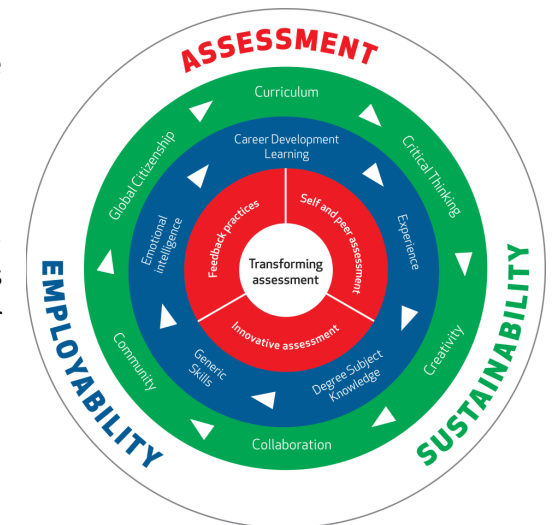 ASSESSMENT
Curriculum
Critical Thinking
Creativity
Collaboration
Community
Global Citizenship
Career Development
Learning
Experience
Degree Subject
Knowledge
Generic
Skills
Emotional
intelligence
Feedback practices
Self and peer assessment
Innovative assessment
Transforming
assessment
EMPLOYABILITY
SUSTAINABILITY